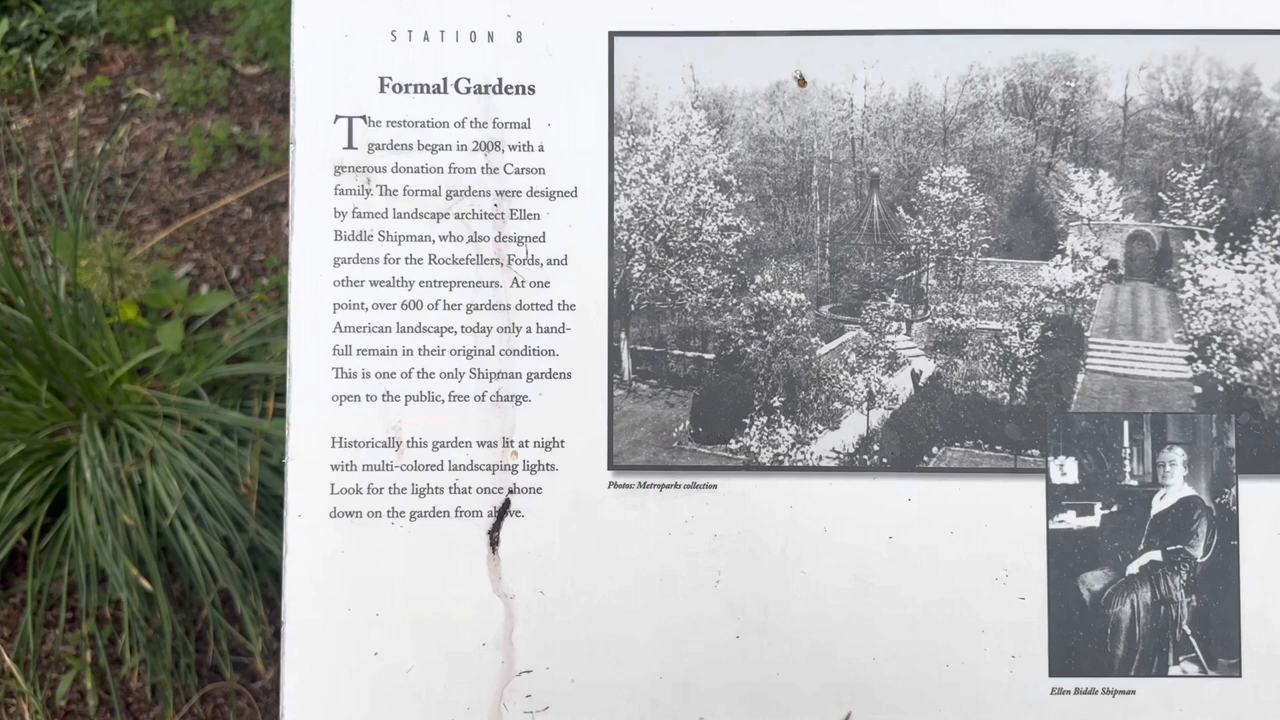 STATION 8
Formal Gardens
The restoration of the formal
gardens began in 2008, with a
generous donation from the Carson
family. The formal gardens were designed
by famed landscape architect Ellen
Biddle Shipman, who also designed
gardens for the Rockefellers, Fords, and
other wealthy entrepreneurs. At one
point, over 600 of her gardens dotted the
American landscape, today only a hand-
full remain in their original condition.
This is one of the only Shipman gardens
open to the public, free of charge.
Historically this garden was lit at night
with multi-colored landscaping lights.
Look for the lights that once shone
down on the garden from above.
Photos: Metroparks collection
Ellen Biddle Shipman